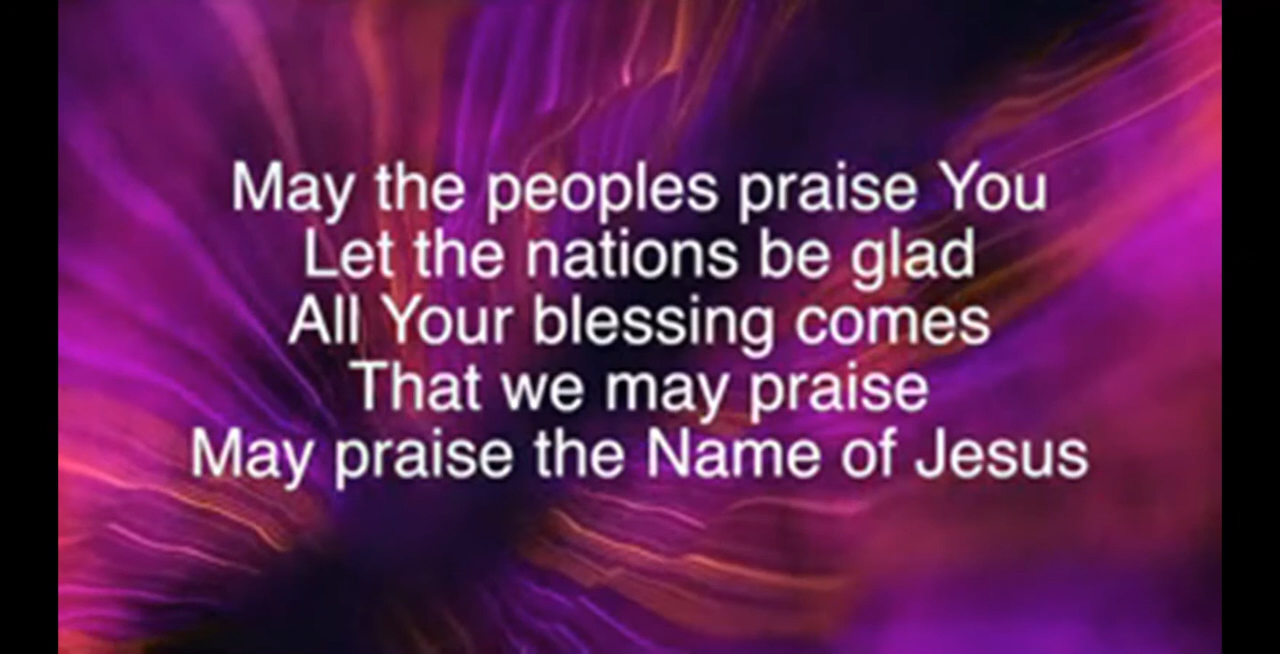 May the peoples praise You
Let the nations be glad
All Your blessing comes
That we may praise
May praise the Name of Jesus